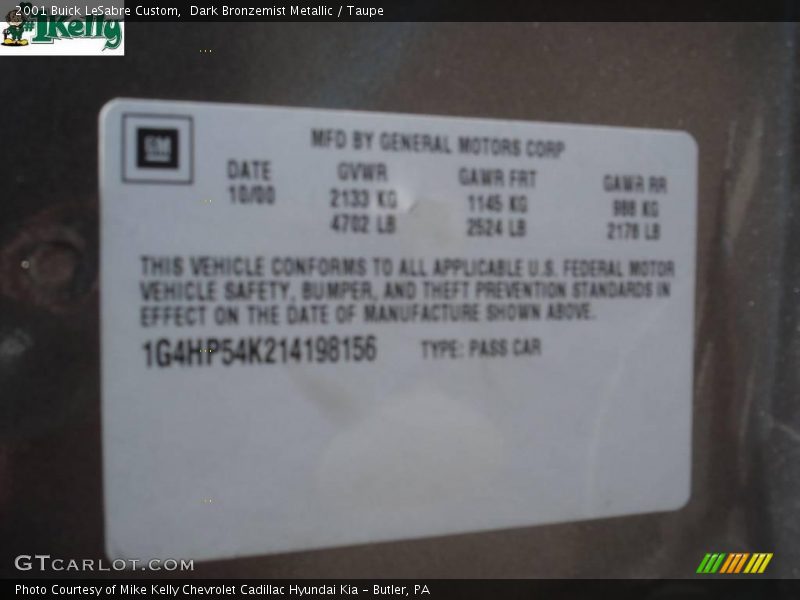 2001 Buick LeSabre Custom,  Dark Bronzemist Metallic / Taupe
#1Kelly
GM
MFD BY GENERAL MOTORS CORP
DATE GVWR GAWR FRT GAWR RR
10/00 2133 KG 1145 KG 988 KG
4702 LB 2524 LB 2178 LB
THIS VEHICLE CONFORMS TO ALL APPLICABLE U.S. FEDERAL MOTOR
VEHICLE SAFETY, BUMPER, AND THEFT PREVENTION STANDARDS IN
EFFECT ON THE DATE OF MANUFACTURE SHOWN ABOVE.
1G4HP54K214198156 TYPE: PASS CAR
GTCARLOT.COM
Photo Courtesy of Mike Kelly Chevrolet Cadillac Hyundai Kia – Butler, PA